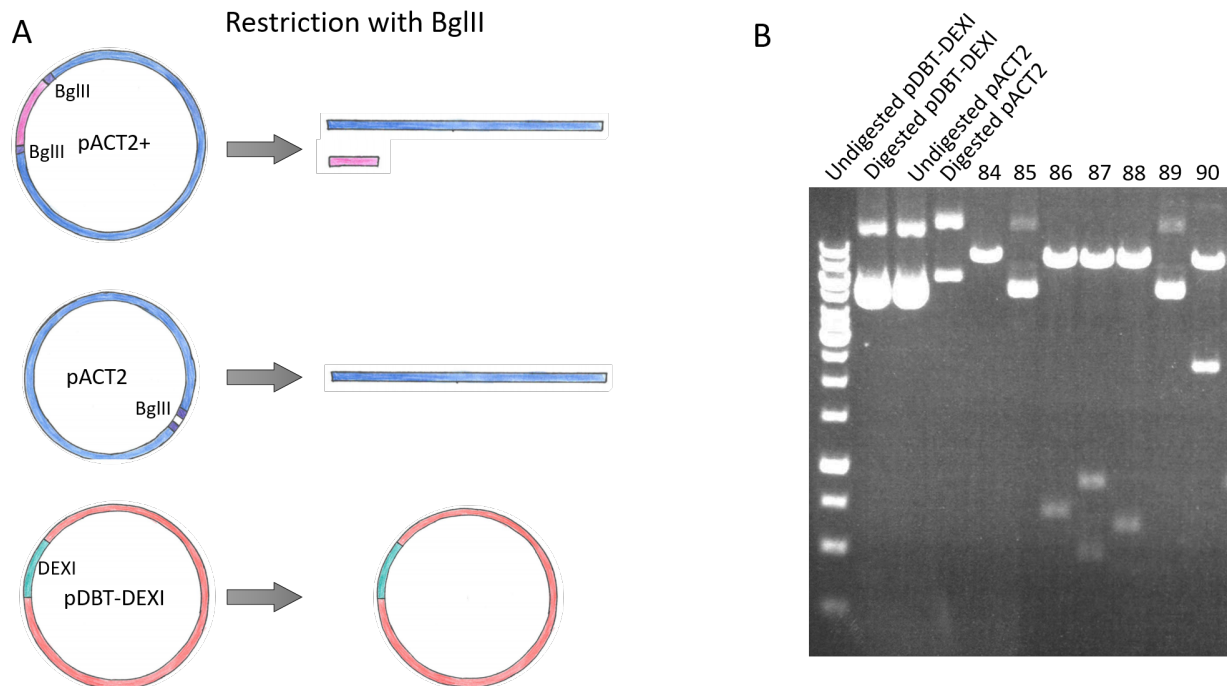 A
Restriction with BglII
BglII
BglII
pACT2+
pACT2
BglII
DEXI
pDBT-DEXI
B
Undigested pDBT-DEXI
Digested pDBT-DEXI
Undigested pACT2
Digested pACT2
84 85 86 87 88 89 90